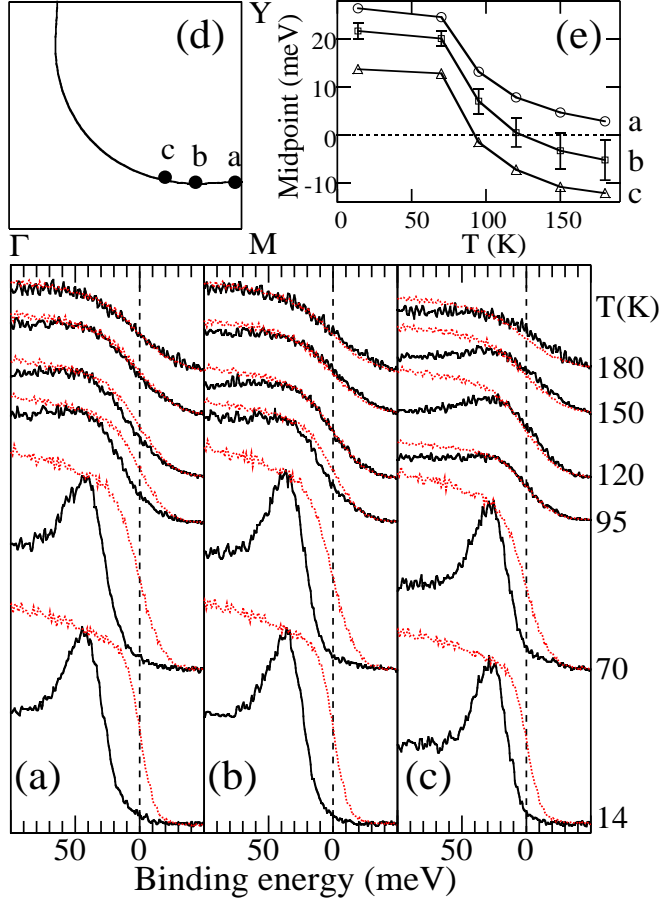 (d)
Y
c
b
a
Γ
M
(e)
Midpoint (meV)
20
10
0
-10
a
b
c
0
50
100
150
T (K)
T(K)
180
150
120
95
70
14
(a)
(b)
(c)
50
0
50
0
50
0
Binding energy (meV)